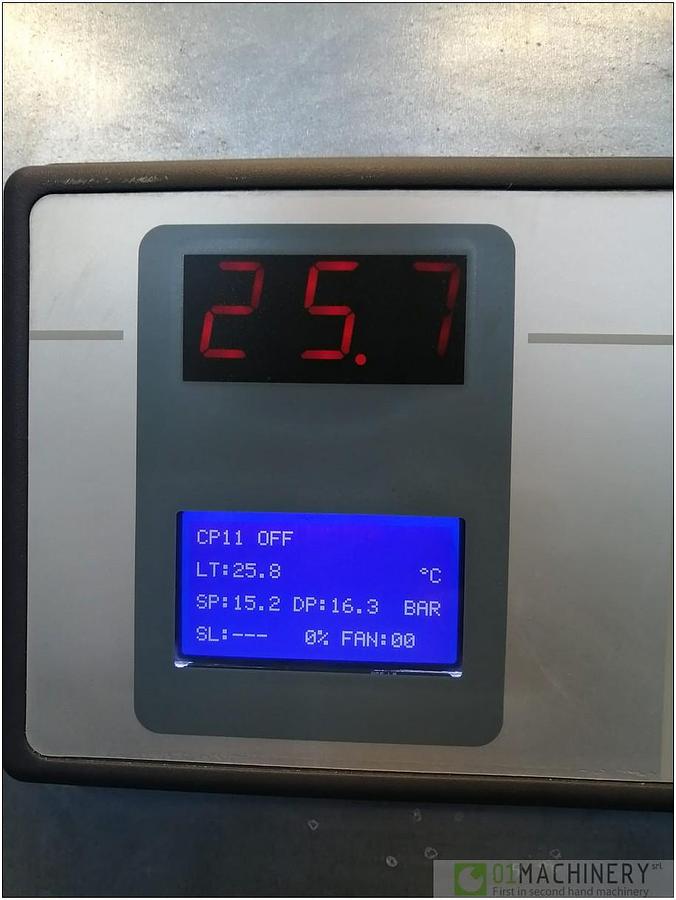 25.7
CP11 OFF
LT:25.8 °C
SP:15.2 DP:16.3 BAR
SL:--- 0% FAN:00
01MACHINERY srl
First in second hand machinery